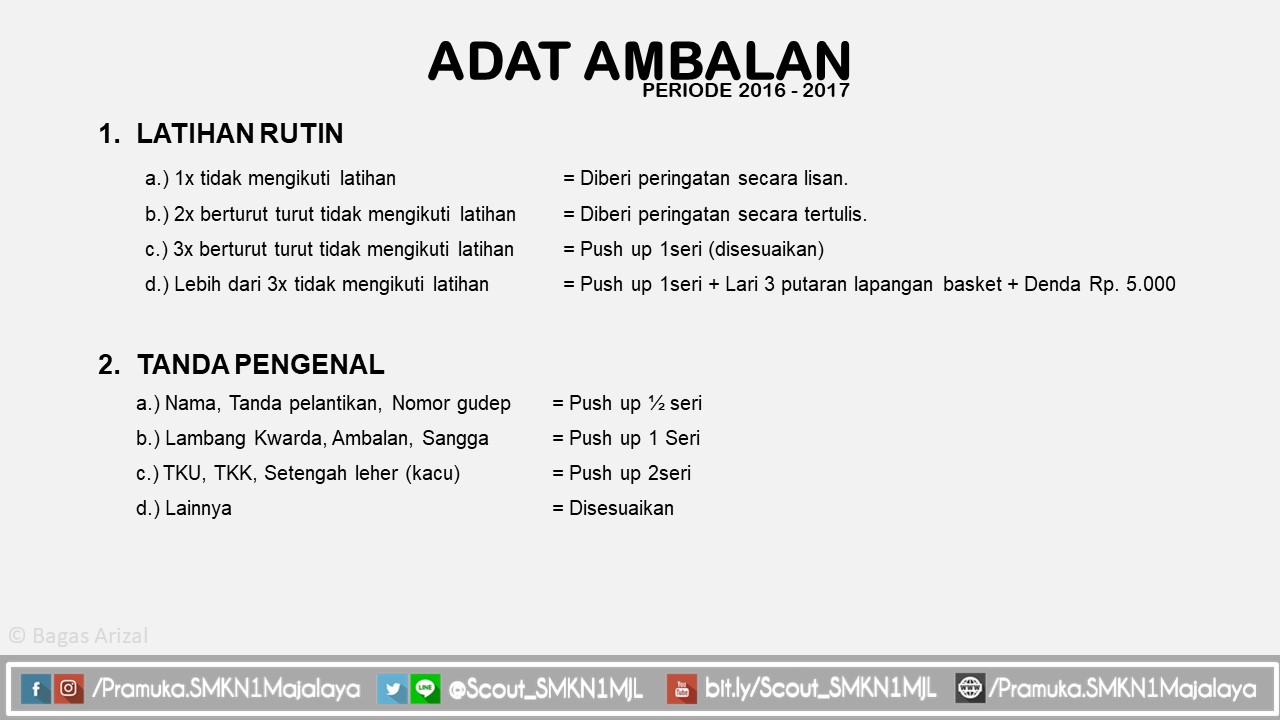 ADAT AMBALAN
PERIODE 2016 - 2017
1. LATIHAN RUTIN
a.) 1x tidak mengikuti latihan = Diberi peringatan secara lisan.
b.) 2x berturut turut tidak mengikuti latihan = Diberi peringatan secara tertulis.
c.) 3x berturut turut tidak mengikuti latihan = Push up 1seri (disesuaikan)
d.) Lebih dari 3x tidak mengikuti latihan = Push up 1seri + Lari 3 putaran lapangan basket + Denda Rp. 5.000
2. TANDA PENGENAL
a.) Nama, Tanda pelantikan, Nomor gudep = Push up ½ seri
b.) Lambang Kwarda, Ambalan, Sangga = Push up 1 Seri
c.) TKU, TKK, Setengah leher (kacu) = Push up 2seri
d.) Lainnya = Disesuaikan
© Bagas Arizal
/Pramuka.SMKN1Majalaya @Scout_SMKN1MJL bit.ly/Scout_SMKN1MJL /Pramuka.SMKN1Majalaya